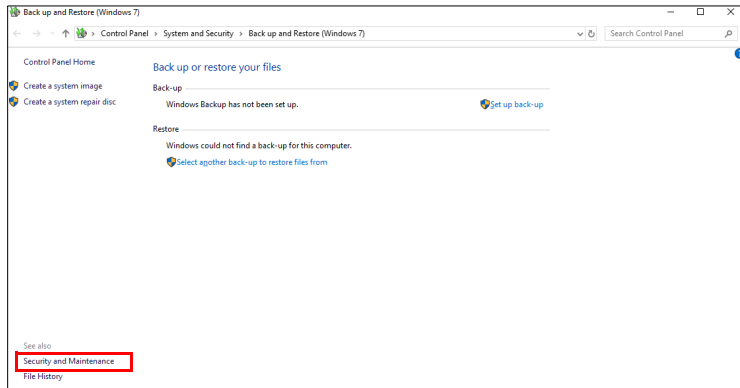 Back up and Restore (Windows 7)
Control Panel > System and Security > Back up and Restore (Windows 7)
Search Control Panel
Control Panel Home
Create a system image
Create a system repair disc
Back up or restore your files
Back-up
Windows Backup has not been set up.
Set up back-up
Restore
Windows could not find a back-up for this computer.
Select another back-up to restore files from
See also
Security and Maintenance
File History